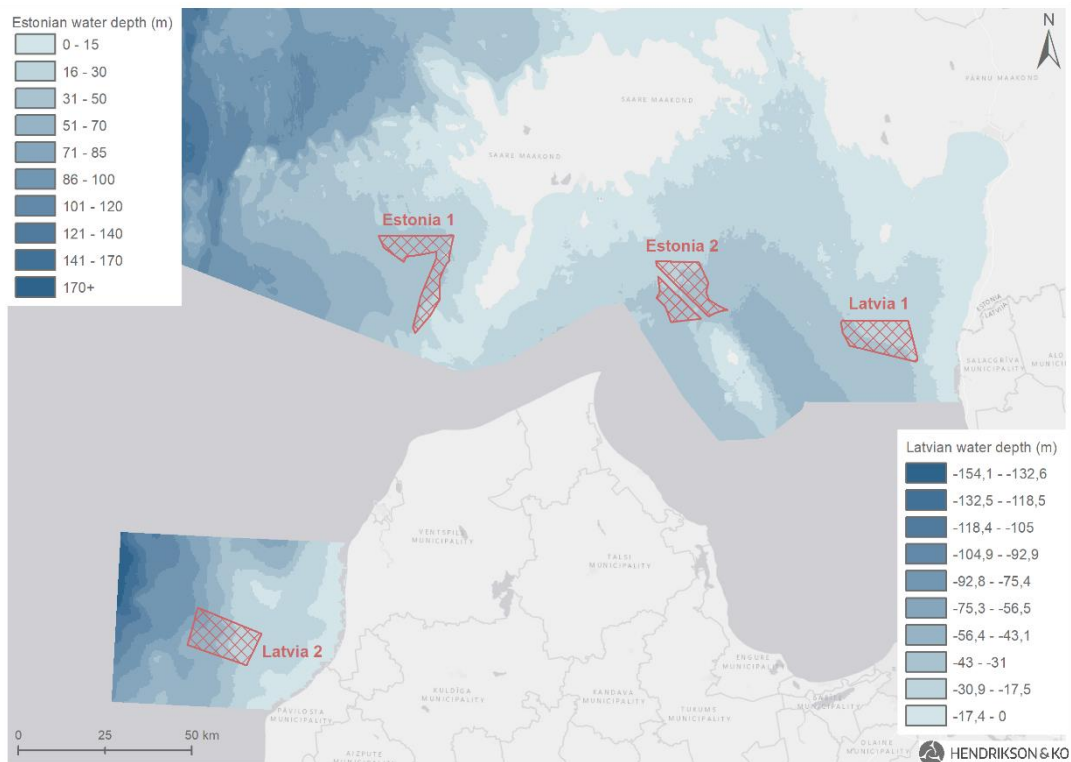 Estonian water depth (m)
0 - 15
16 - 30
31 - 50
51 - 70
71 - 85
86 - 100
101 - 120
121 - 140
141 - 170
170+
N
PÄRNU MAAKOND
SAARE MAAKOND
SAARE MAAKOND
Estonia 1
Estonia 2
Latvia 1
ESTONIA
LATVIA
SALACGRĪVA
MUNICIPALITY
Latvian water depth (m)
-154,1 - -132,6
-132,5 - -118,5
-118,4 - -105
-104,9 - -92,9
-92,8 - -75,4
-75,3 - -56,5
-56,4 - -43,1
-43 - -31
-30,9 - -17,5
-17,4 - 0
VENTSPILS
MUNICIPALITY
TALSI
MUNICIPALITY
Latvia 2
ENGURE
MUNICIPALITY
KULDĪGA
MUNICIPALITY
KANDAVA
MUNICIPALITY
TUKUMS
MUNICIPALITY
PĀVILOSTA
MUNICIPALITY
MUNICIPALITY
OLAINE
MUNICIPALITY
AIZPUTE
0 25 50 km
HENDRIKSON&KO